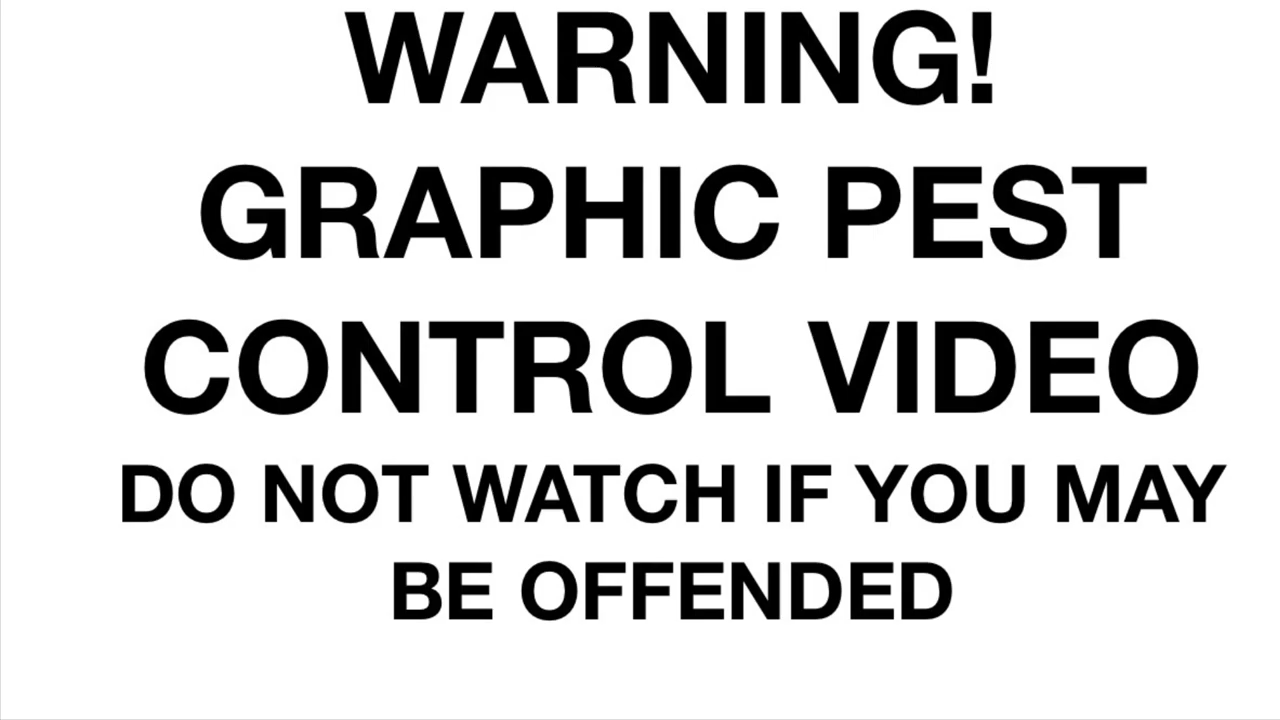 WARNING!
GRAPHIC PEST
CONTROL VIDEO
DO NOT WATCH IF YOU MAY
BE OFFENDED